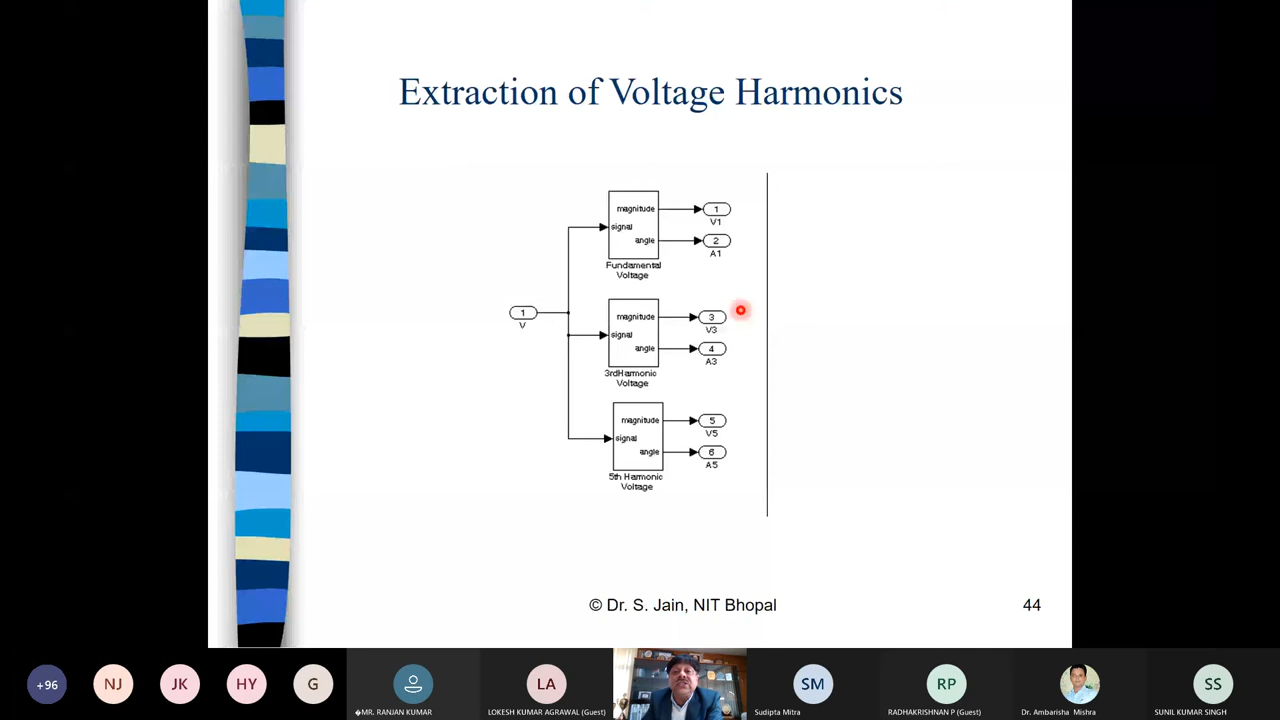 Extraction of Voltage Harmonics
magnitude
signal
angle
Fundamental
Voltage
1
V1
2
A1
1
V
magnitude
signal
angle
3rdHarmonic
Voltage
3
V3
4
A3
magnitude
signal
angle
5th Harmonic
Voltage
5
V5
6
A5
© Dr. S. Jain, NIT Bhopal
44
+96
NJ
JK
HY
G
MR. RANJAN KUMAR
LA
LOKESH KUMAR AGRAWAL (Guest)
SM
Sudipta Mitra
RP
RADHAKRISHNAN P (Guest)
Dr. Ambarisha Mishra
SS
SUNIL KUMAR SINGH